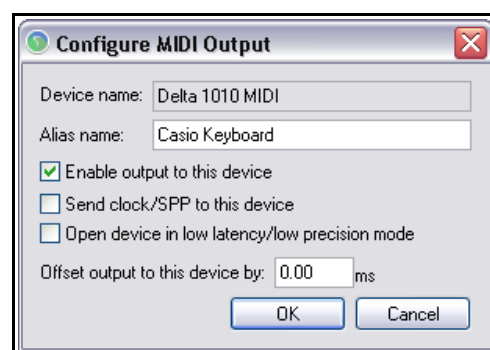 Configure MIDI Output
Device name: Delta 1010 MIDI
Alias name: Casio Keyboard
Enable output to this device
Send clock/SPP to this device
Open device in low latency/low precision mode
Offset output to this device by: 0.00 ms
OK Cancel